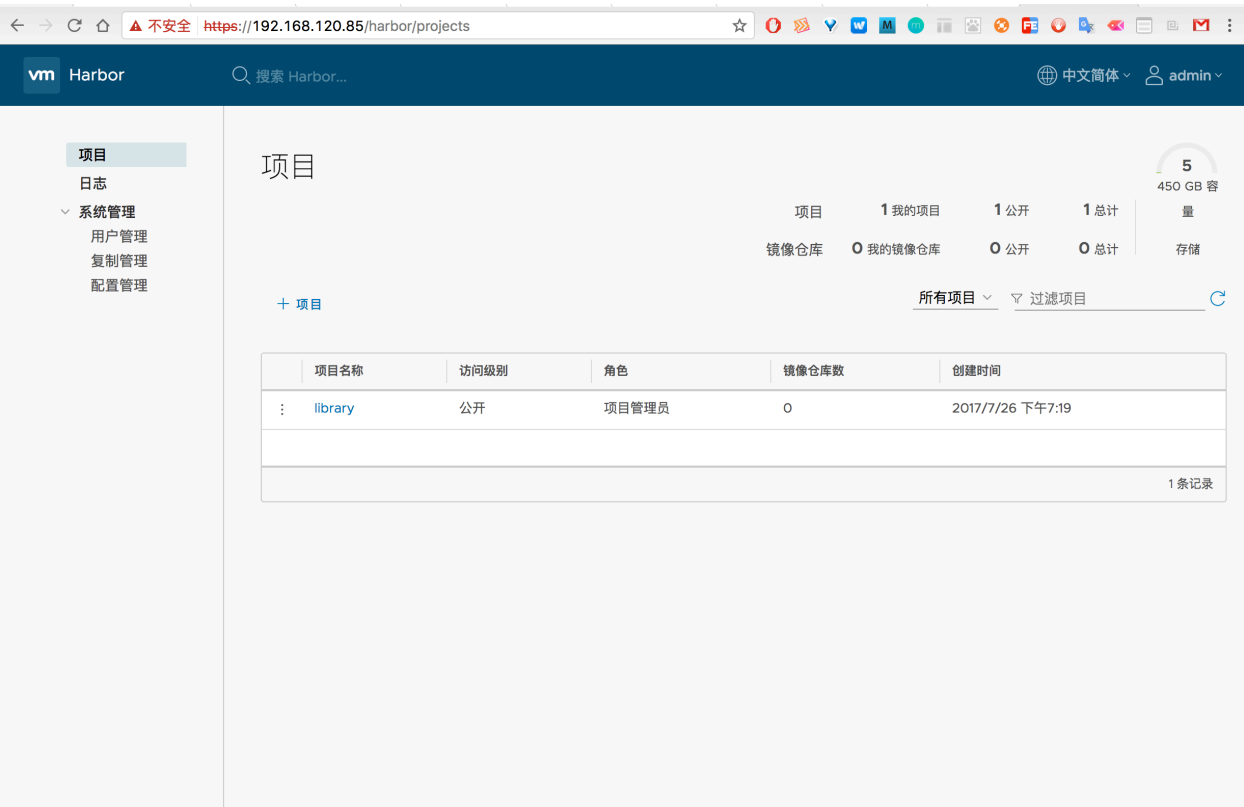 不安全 https://192.168.120.85/harbor/projects
vm Harbor 搜索 Harbor... 中文简体 admin
项目
日志
系统管理
用户管理
复制管理
配置管理
项目
5
450 GB 容
量
存储
项目 1 我的项目 1 公开 1 总计
镜像仓库 0 我的镜像仓库 0 公开 0 总计
+ 项目 所有项目 过滤项目
项目名称 访问级别 角色 镜像仓库数 创建时间
library 公开 项目管理员 0 2017/7/26 下午7:19
1 条记录